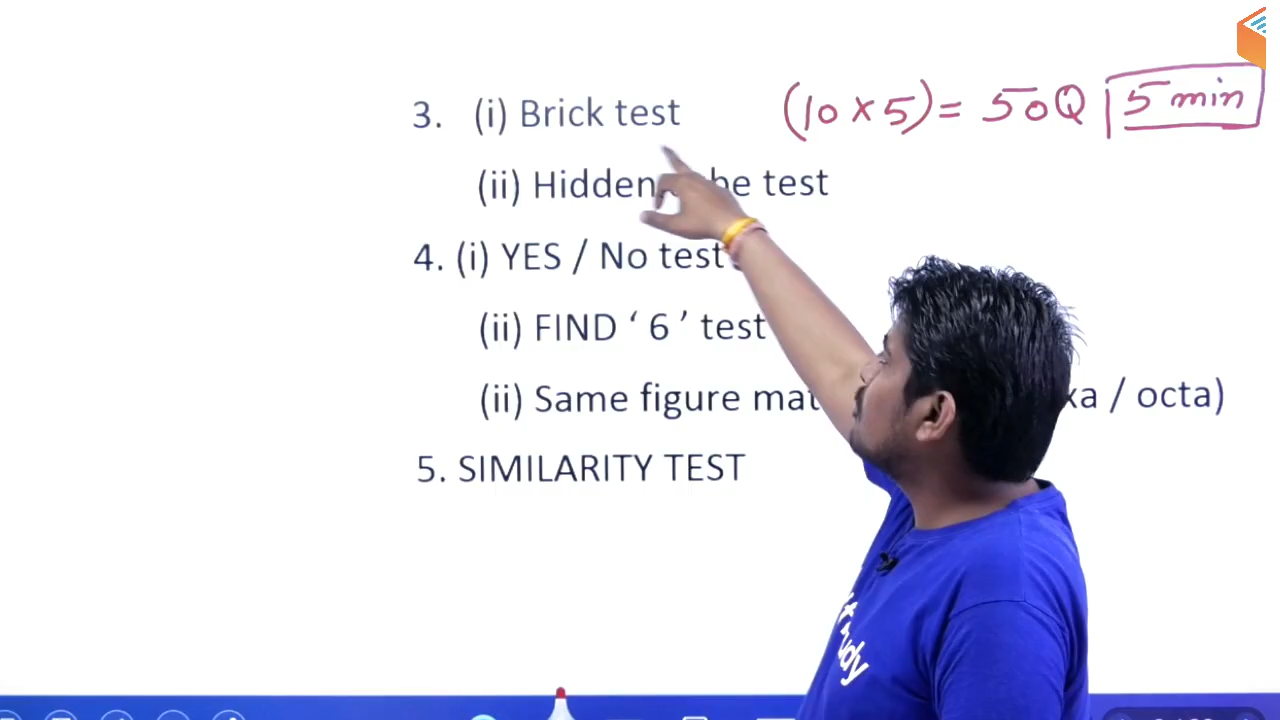 3. (i) Brick test (10 × 5) = 50Q 5 min
(ii) Hidden be test
4. (i) YES / No test
(ii) FIND ‘ 6 ’ test
(ii) Same figure mat xa / octa)
5. SIMILARITY TEST
udy